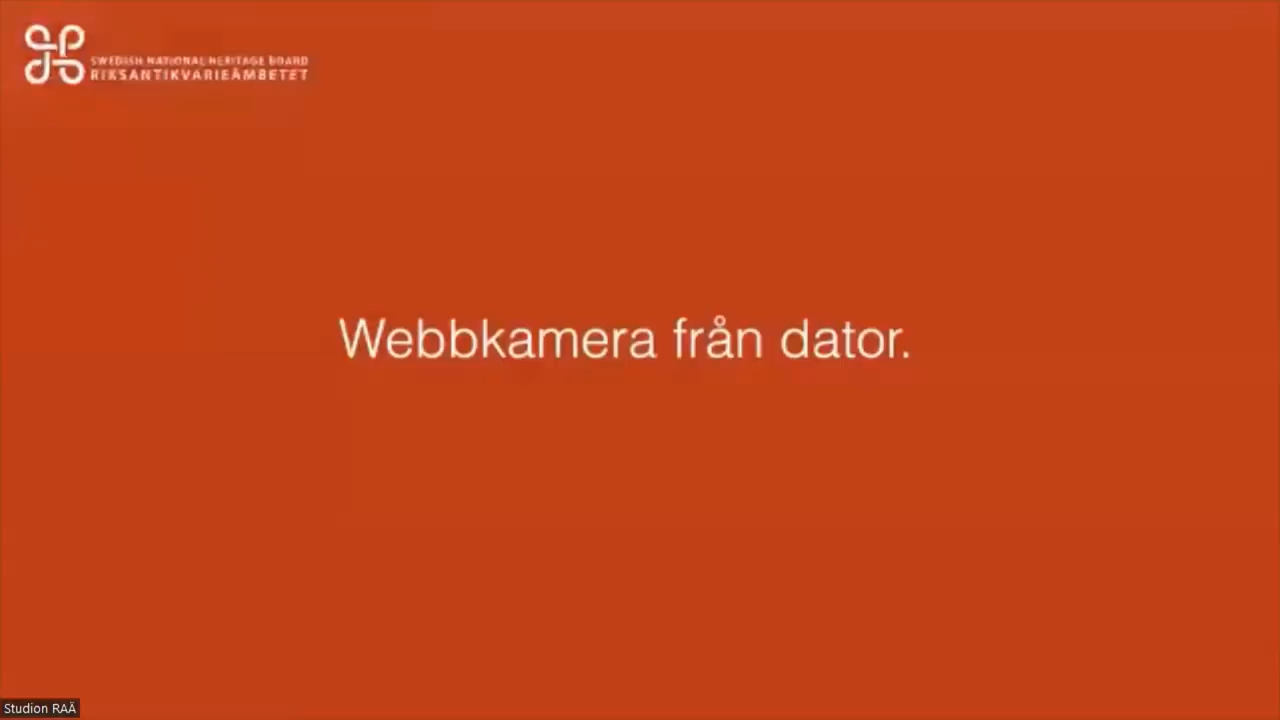 SWEDISH NATIONAL HERITAGE BOARD
RIKSANTIKVARIEÄMBETET
Webbkamera från dator.
Studion RAÄ